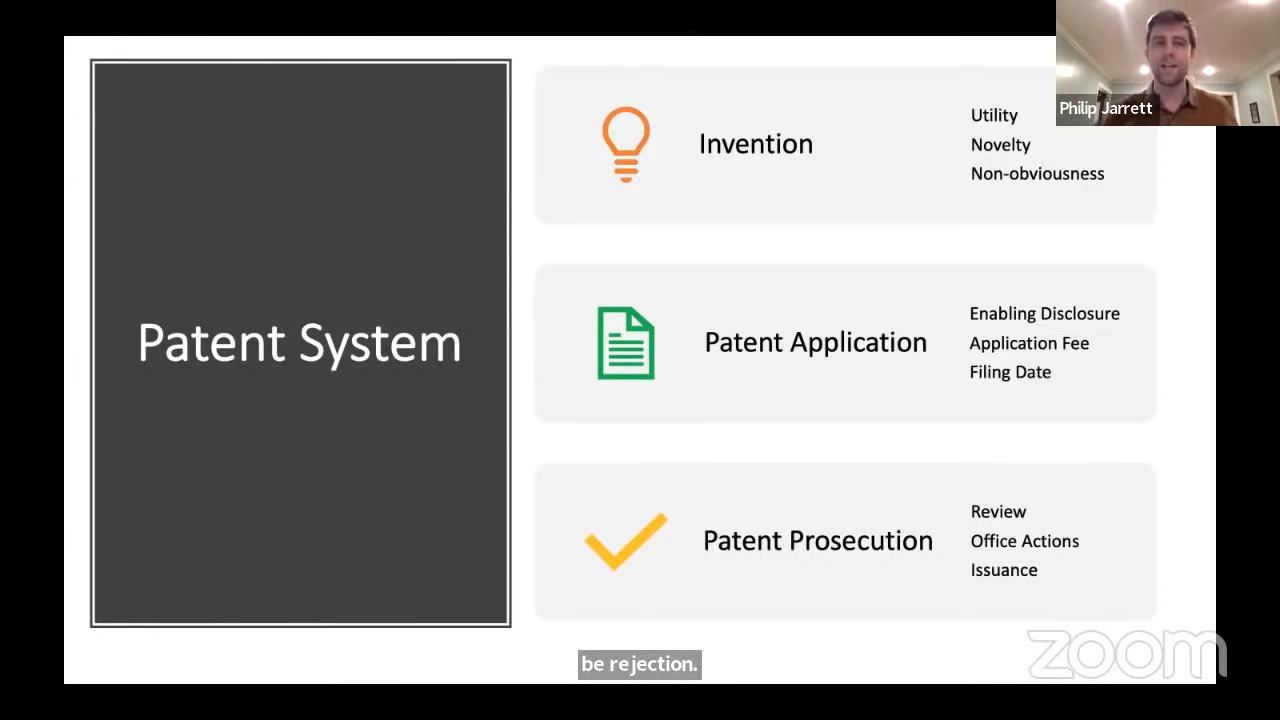 Philip Jarrett
Patent System
Invention
Utility
Novelty
Non-obviousness
Patent Application
Enabling Disclosure
Application Fee
Filing Date
Patent Prosecution
Review
Office Actions
Issuance
be rejection.
zoom